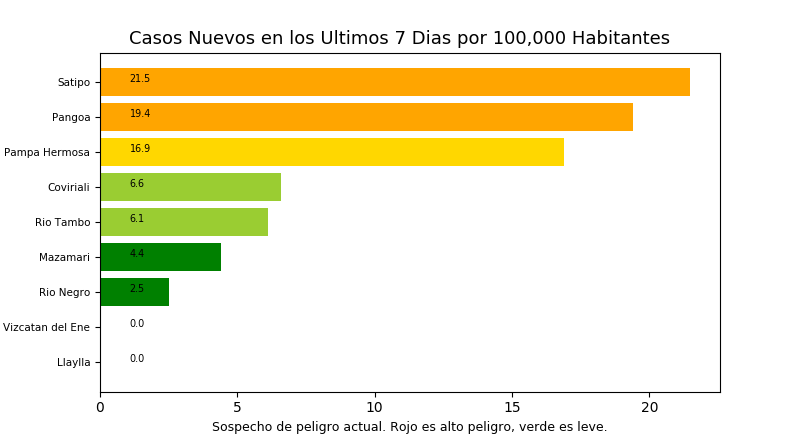 Casos Nuevos en los Ultimos 7 Dias por 100,000 Habitantes
Satipo 21.5
Pangoa 19.4
Pampa Hermosa 16.9
Coviriali 6.6
Rio Tambo 6.1
Mazamari 4.4
Rio Negro 2.5
Vizcatan del Ene 0.0
Llaylla 0.0
0 5 10 15 20
Sospecho de peligro actual. Rojo es alto peligro, verde es leve.